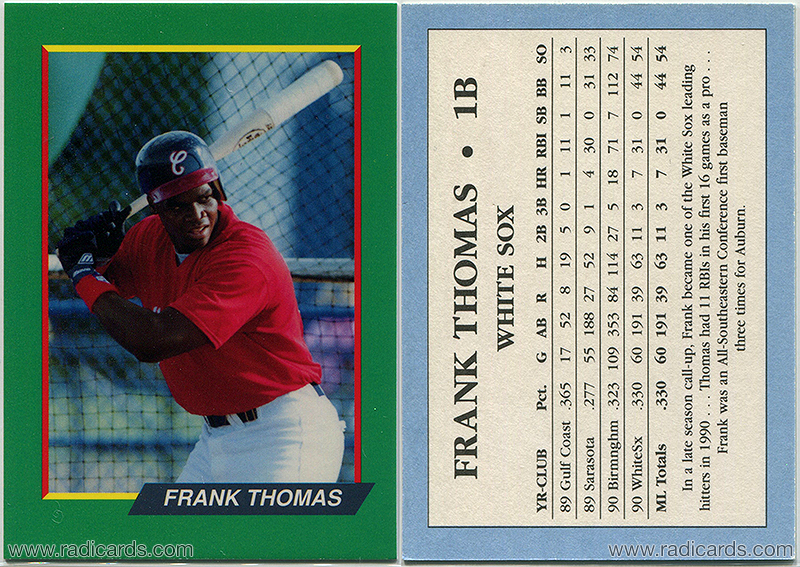 C
FRANK THOMAS
www.radicards.com
FRANK THOMAS • 1B
WHITE SOX
YR-CLUB Pct. G AB R H 2B 3B HR RBI SB BB SO
89 Gulf Coast .365 17 52 8 19 5 0 1 11 1 11 3
89 Sarasota .277 55 188 27 52 9 1 4 30 0 31 33
90 Birmnghm .323 109 353 84 114 27 5 18 71 7 112 74
90 WhiteSx .330 60 191 39 63 11 3 7 31 0 44 54
ML Totals .330 60 191 39 63 11 3 7 31 0 44 54
In a late season call-up, Frank became one of the White Sox leading
hitters in 1990 . . . . Thomas had 11 RBIs in his first 16 games as a pro . . .
Frank was an All-Southeastern Conference first baseman
three times for Auburn.
www.radicards.com